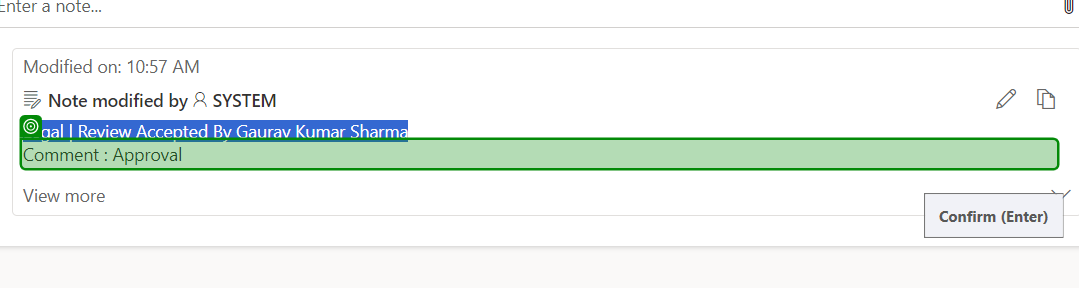 Enter a note...
Modified on: 10:57 AM
Note modified by SYSTEM
gal | Review Accepted By Gaurav Kumar Sharma
Comment : Approval
View more
Confirm (Enter)